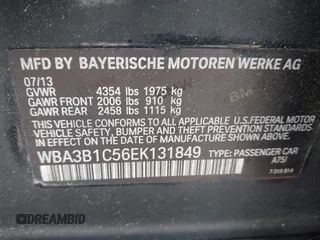 MFD BY BAYERISCHE MOTOREN WERKE AG
07/13
GVWR 4354 lbs 1975 kg
GAWR FRONT 2006 lbs 910 kg
GAWR REAR 2458 lbs 1115 kg
THIS VEHICLE CONFORMS TO ALL APPLICABLE U.S. FEDERAL
MOTOR VEHICLE SAFETY, BUMPER, AND THEFT PREVENTION
STANDARDS IN EFFECT ON THE DATE OF MANUFACTURE
SHOWN ABOVE.
WBA3B1C56EK131849 TYPE: PASSENGER CAR
A75/
DREAMBID